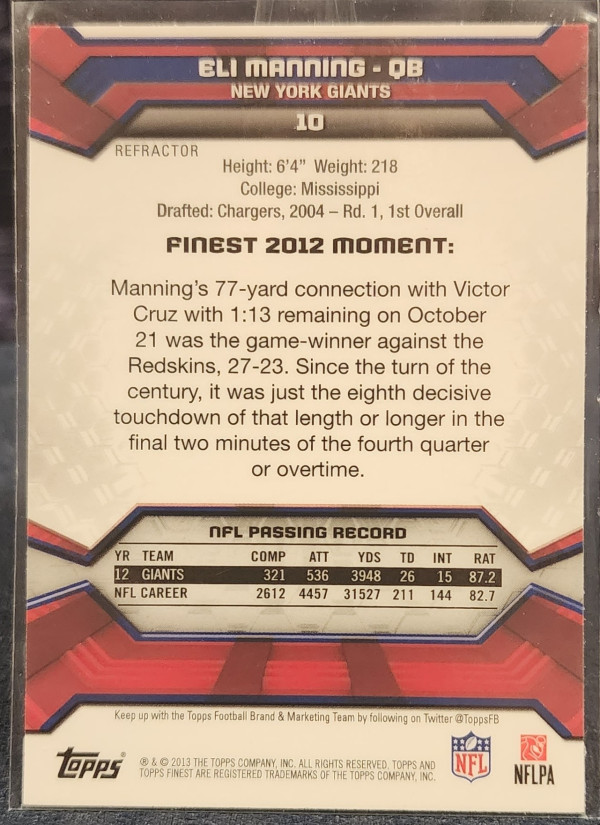 ELI MANNING - QB
NEW YORK GIANTS
10
REFRACTOR
Height: 6'4" Weight: 218
College: Mississippi
Drafted: Chargers, 2004 – Rd. 1, 1st Overall
FINEST 2012 MOMENT:
Manning's 77-yard connection with Victor
Cruz with 1:13 remaining on October
21 was the game-winner against the
Redskins, 27-23. Since the turn of the
century, it was just the eighth decisive
touchdown of that length or longer in the
final two minutes of the fourth quarter
or overtime.
NFL PASSING RECORD
YR TEAM COMP ATT YDS TD INT RAT
12 GIANTS 321 536 3948 26 15 87.2
NFL CAREER 2612 4457 31527 211 144 82.7
Keep up with the Topps Football Brand & Marketing Team by following on Twitter @ToppsFB
Topps®
® & © 2013 THE TOPPS COMPANY, INC. ALL RIGHTS RESERVED. TOPPS AND
TOPPS FINEST ARE REGISTERED TRADEMARKS OF THE TOPPS COMPANY, INC.
NFL
NFLPA